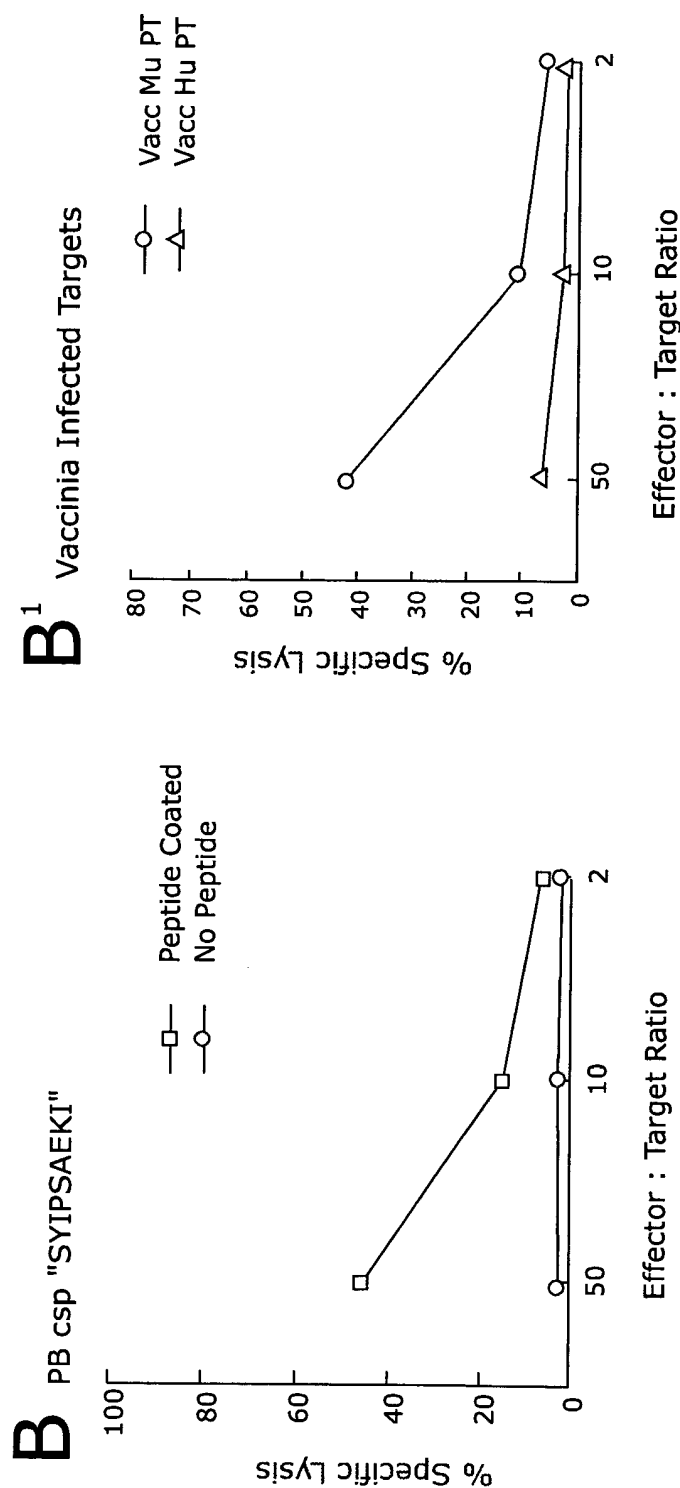 B PB csp "SYIPSAEKI"
Peptide Coated
No Peptide
% Specific Lysis
100
80
60
40
20
0
50
10
2
Effector : Target Ratio
B1 Vaccinia Infected Targets
Vacc Mu PT
Vacc Hu PT
% Specific Lysis
80
70
60
50
40
30
20
10
0
50
10
2
Effector : Target Ratio